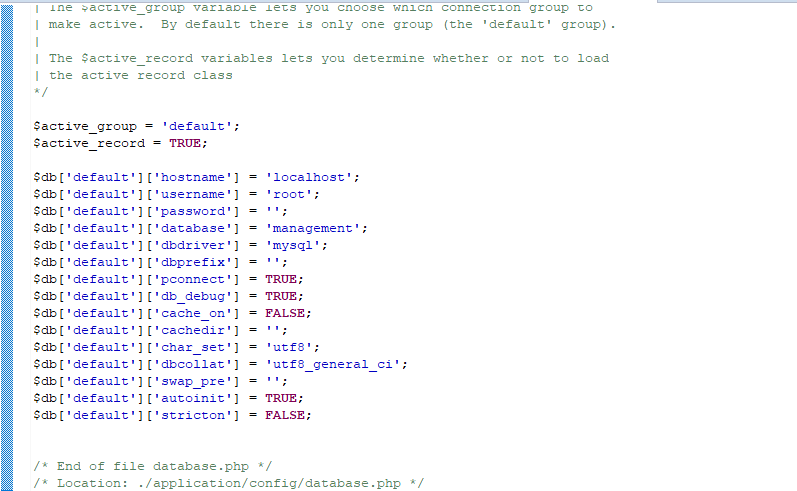 | The $active_group variable lets you choose which connection group to
| make active.  By default there is only one group (the 'default' group).
|
| The $active_record variables lets you determine whether or not to load
| the active record class
*/
$active_group = 'default';
$active_record = TRUE;
$db['default']['hostname'] = 'localhost';
$db['default']['username'] = 'root';
$db['default']['password'] = '';
$db['default']['database'] = 'management';
$db['default']['dbdriver'] = 'mysql';
$db['default']['dbprefix'] = '';
$db['default']['pconnect'] = TRUE;
$db['default']['db_debug'] = TRUE;
$db['default']['cache_on'] = FALSE;
$db['default']['cachedir'] = '';
$db['default']['char_set'] = 'utf8';
$db['default']['dbcollat'] = 'utf8_general_ci';
$db['default']['swap_pre'] = '';
$db['default']['autoinit'] = TRUE;
$db['default']['stricton'] = FALSE;
/* End of file database.php */
/* Location: ./application/config/database.php */